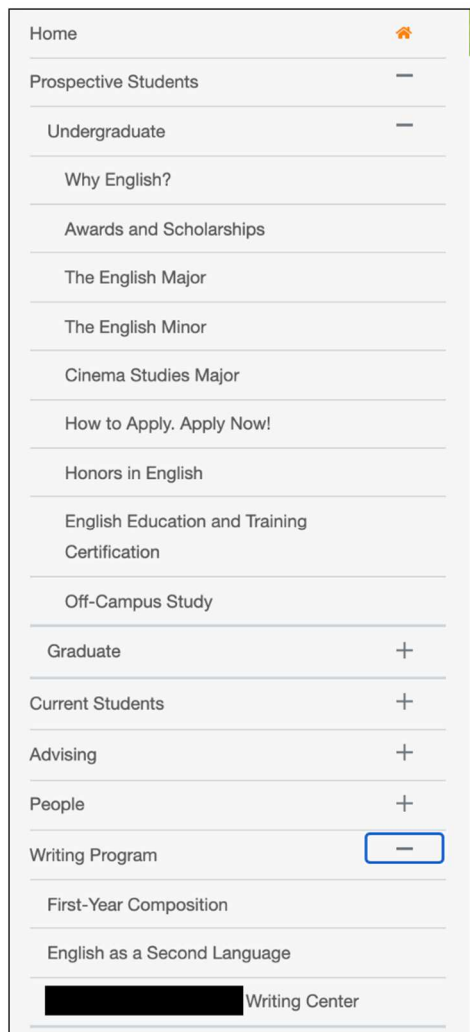 Home
Prospective Students
Undergraduate
Why English?
Awards and Scholarships
The English Major
The English Minor
Cinema Studies Major
How to Apply. Apply Now!
Honors in English
English Education and Training
Certification
Off-Campus Study
Graduate
Current Students
Advising
People
Writing Program
First-Year Composition
English as a Second Language
Writing Center